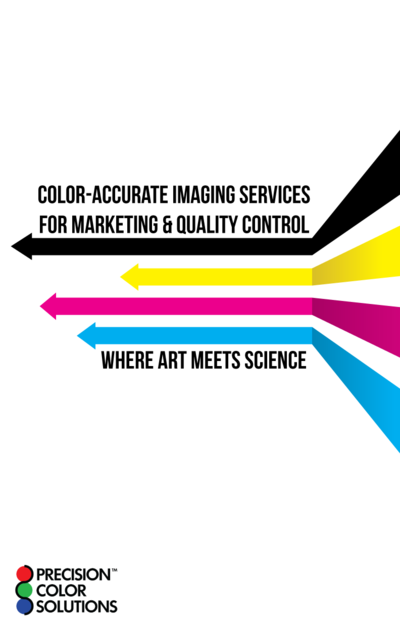 COLOR-ACCURATE IMAGING SERVICES
FOR MARKETING & QUALITY CONTROL
WHERE ART MEETS SCIENCE
PRECISION™
COLOR
SOLUTIONS